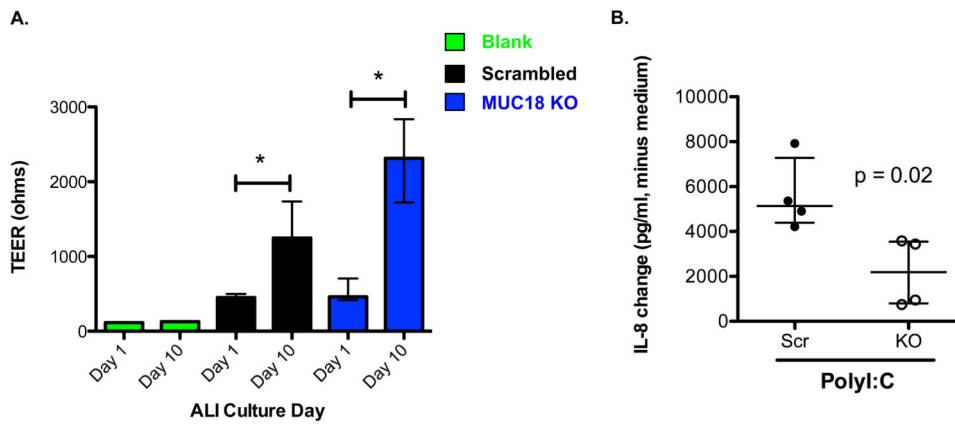 A.
Blank
Scrambled
MUC18 KO
*
*
3000
2000
1000
0
TEER (ohms)
Day 1
Day 10
Day 1
Day 10
Day 1
Day 10
ALI Culture Day
B.
IL-8 change (pg/ml, minus medium)
10000
8000
6000
4000
2000
0
p = 0.02
Scr
KO
PolyI:C